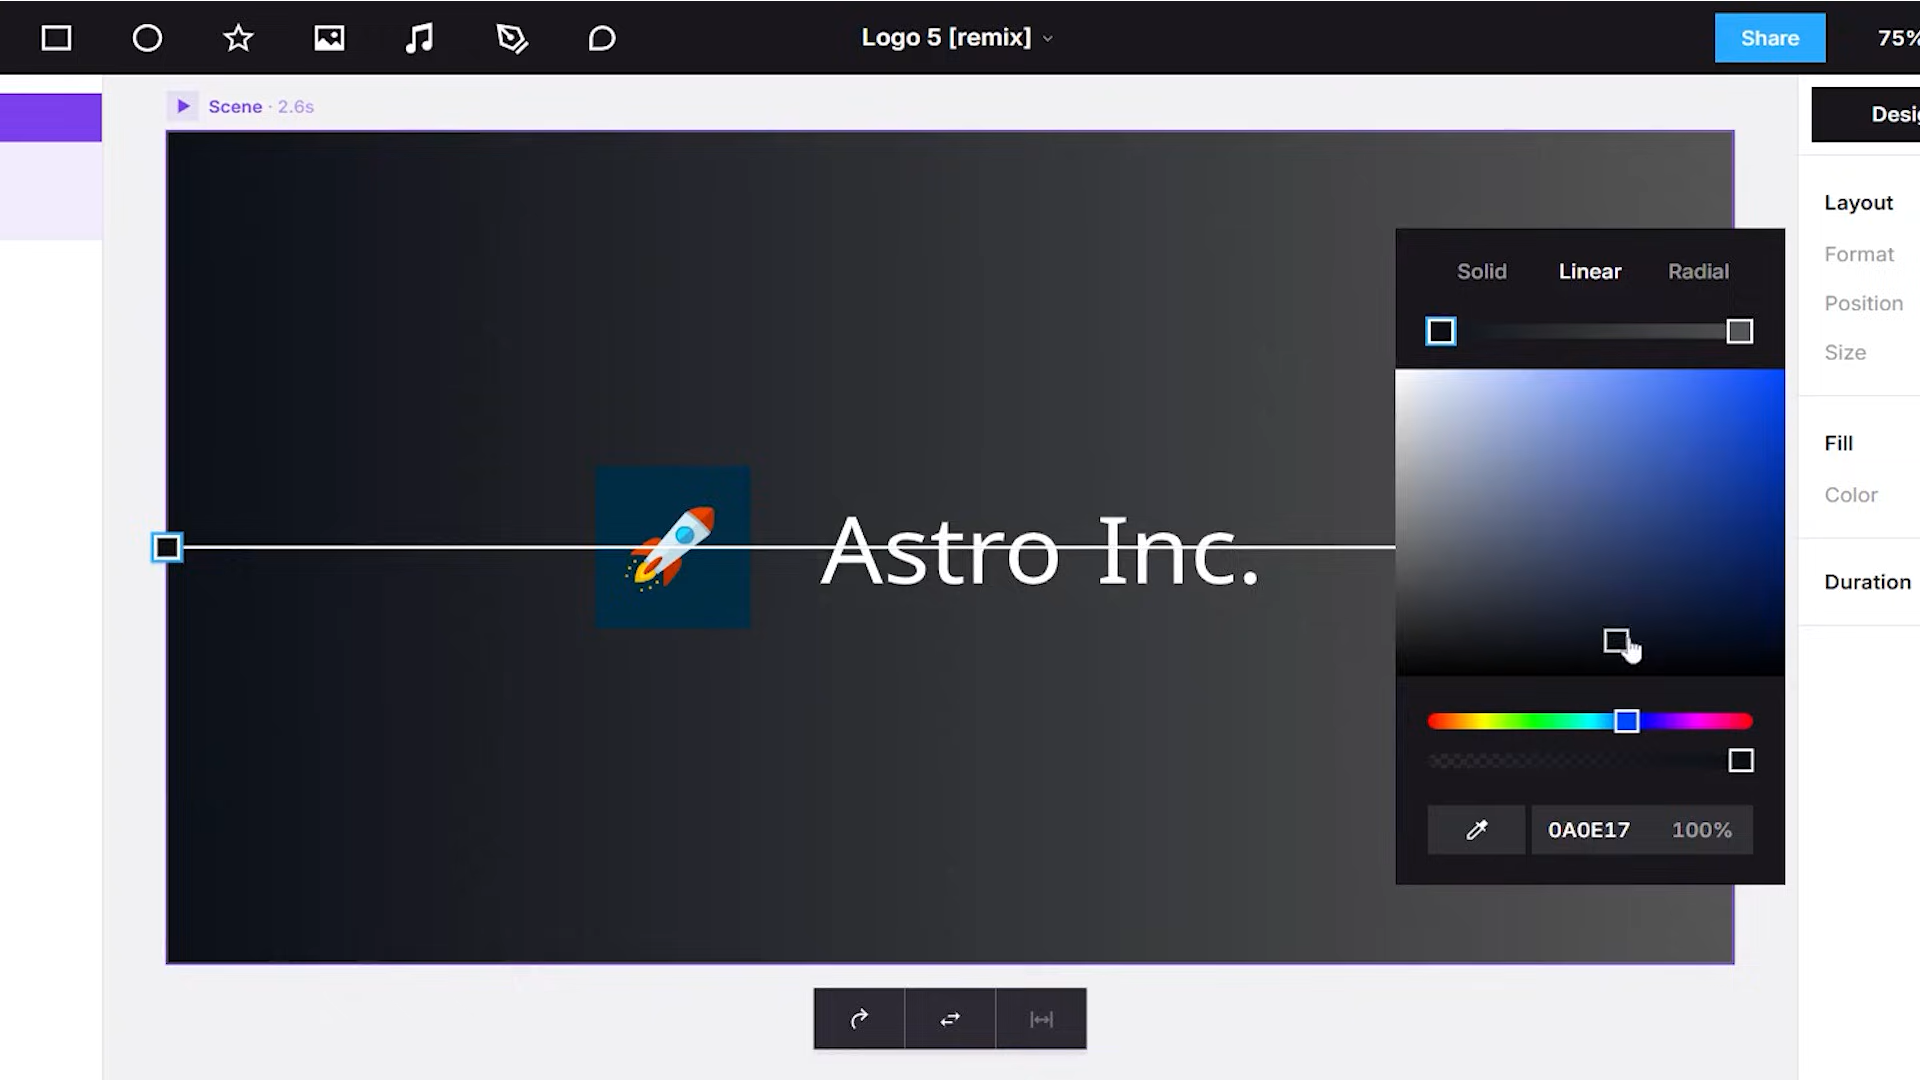 Logo 5 [remix]
Share
75%
Scene · 2.6s
Desig
Layout
Format
Position
Size
Fill
Color
Duration
Solid Linear Radial
Astro Inc.
0A0E17 100%